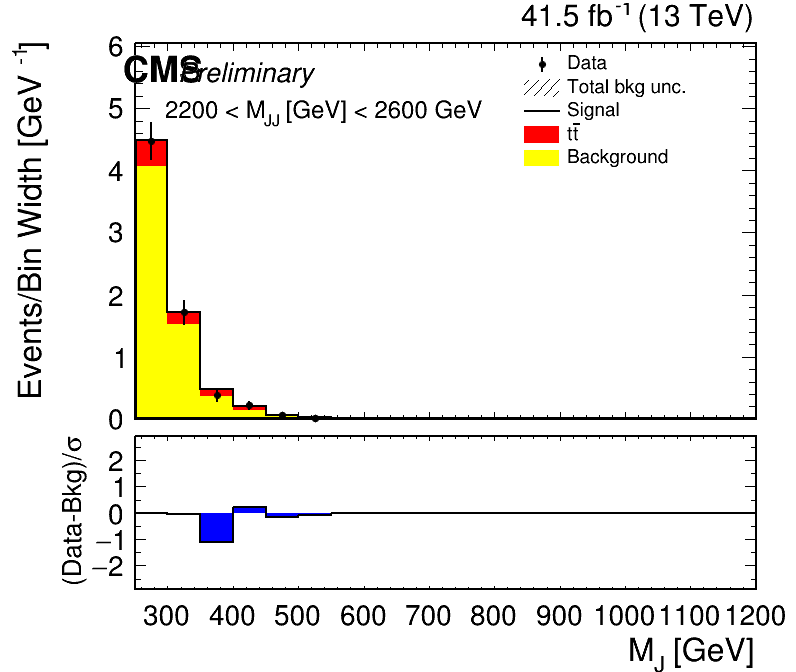 41.5 fb⁻¹ (13 TeV)
CMS Preliminary
2200 < M_JJ [GeV] < 2600 GeV
Data
Total bkg unc.
Signal
tt̄
Background
Events/Bin Width [GeV⁻¹]
6
5
4
3
2
1
0
(Data-Bkg)/σ
2
1
0
−1
−2
300 400 500 600 700 800 900 1000 1100 1200
M_J [GeV]